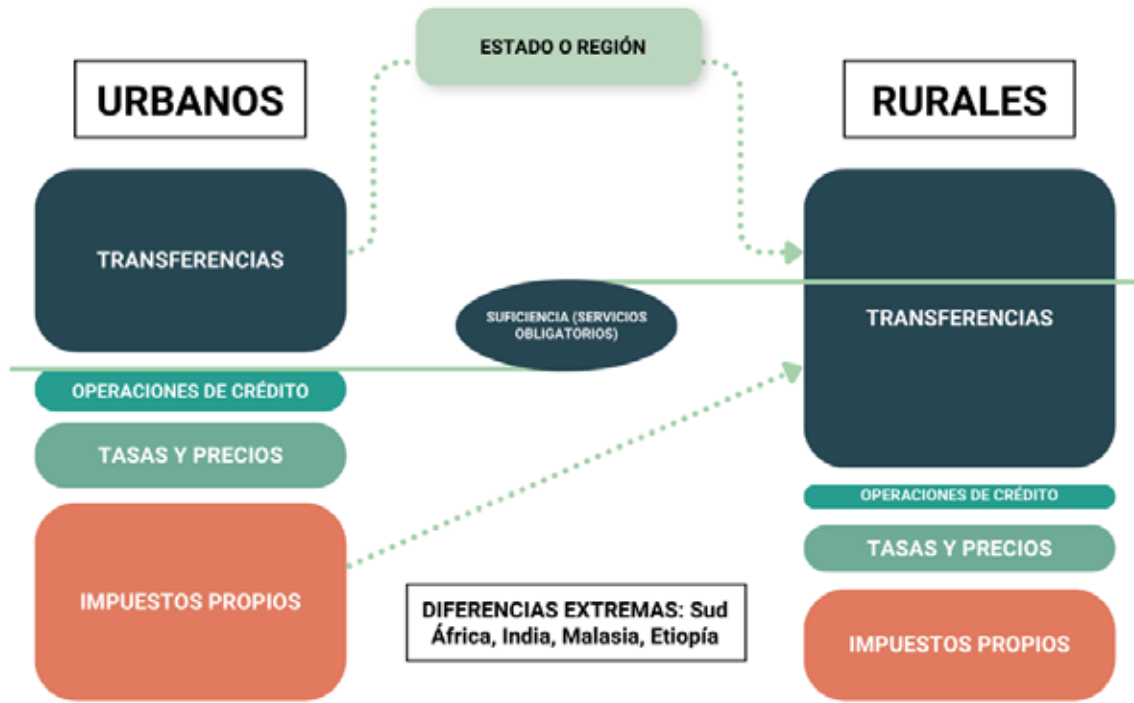 ESTADO O REGIÓN
URBANOS
RURALES
TRANSFERENCIAS
OPERACIONES DE CRÉDITO
TASAS Y PRECIOS
IMPUESTOS PROPIOS
SUFICIENCIA (SERVICIOS
OBLIGATORIOS)
DIFERENCIAS EXTREMAS: Sud
África, India, Malasia, Etiopía
TRANSFERENCIAS
OPERACIONES DE CRÉDITO
TASAS Y PRECIOS
IMPUESTOS PROPIOS